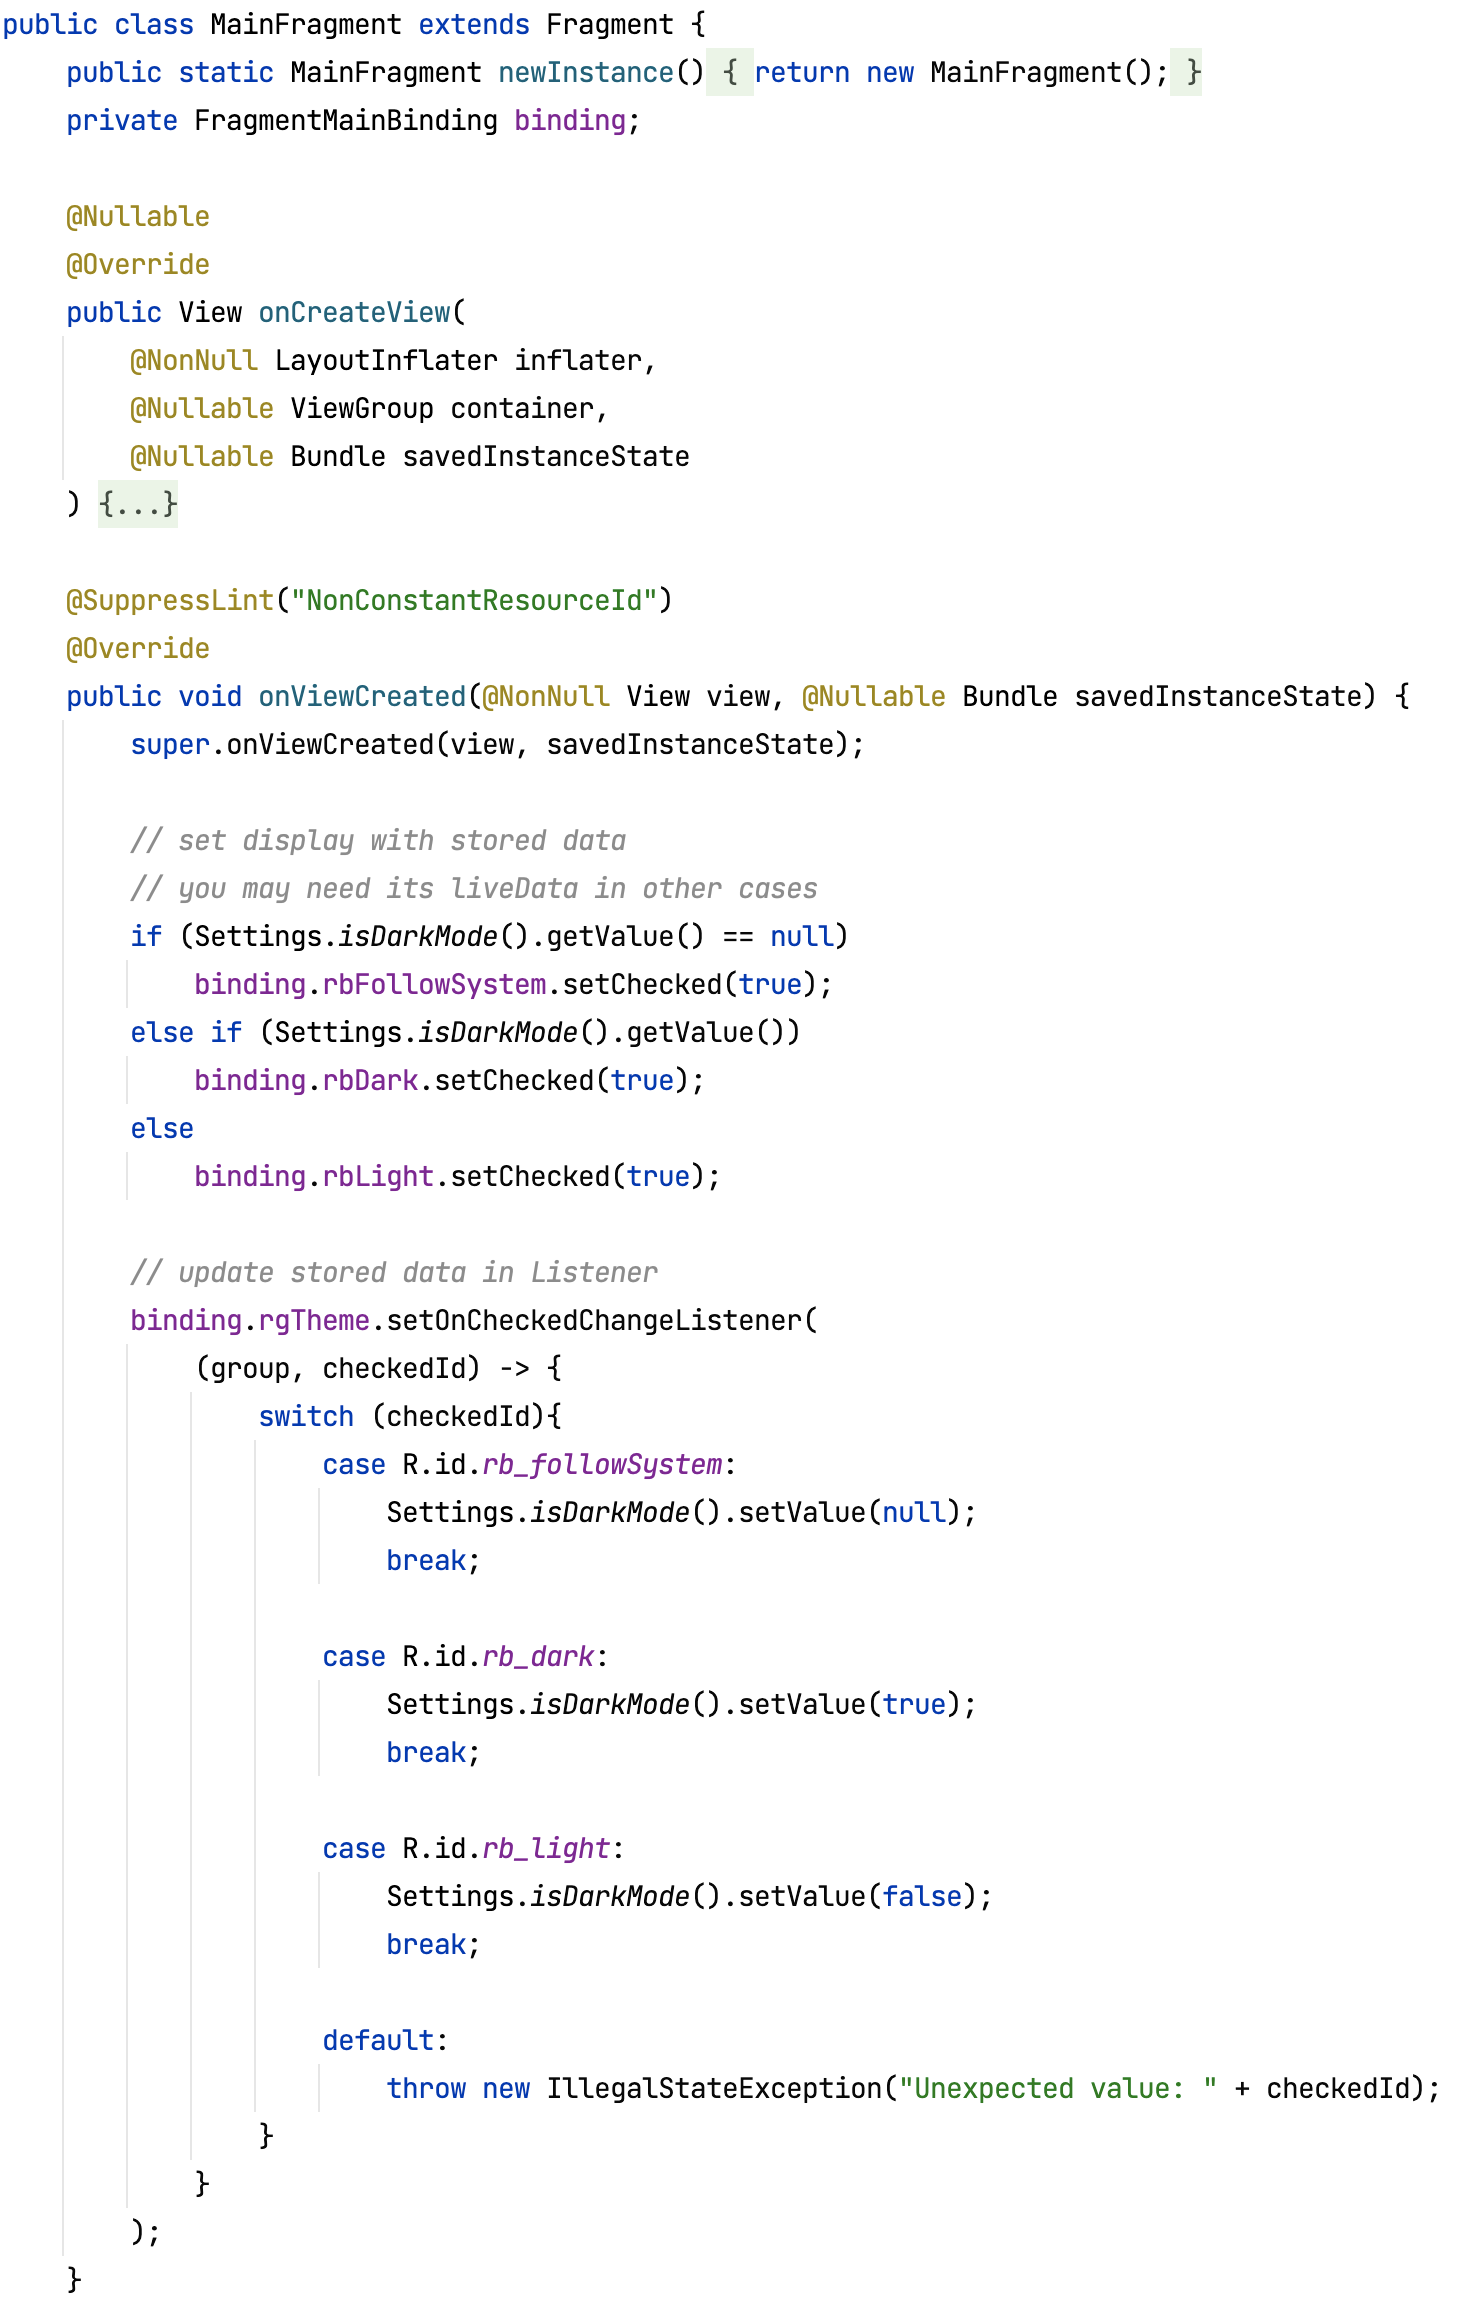 public class MainFragment extends Fragment {
    public static MainFragment newInstance() { return new MainFragment(); }
    private FragmentMainBinding binding;

    @Nullable
    @Override
    public View onCreateView(
        @NonNull LayoutInflater inflater,
        @Nullable ViewGroup container,
        @Nullable Bundle savedInstanceState
    ) {...}

    @SuppressLint("NonConstantResourceId")
    @Override
    public void onViewCreated(@NonNull View view, @Nullable Bundle savedInstanceState) {
        super.onViewCreated(view, savedInstanceState);

        // set display with stored data
        // you may need its liveData in other cases
        if (Settings.isDarkMode().getValue() == null)
            binding.rbFollowSystem.setChecked(true);
        else if (Settings.isDarkMode().getValue())
            binding.rbDark.setChecked(true);
        else
            binding.rbLight.setChecked(true);

        // update stored data in Listener
        binding.rgTheme.setOnCheckedChangeListener(
            (group, checkedId) -> {
                switch (checkedId){
                    case R.id.rb_followSystem:
                        Settings.isDarkMode().setValue(null);
                        break;

                    case R.id.rb_dark:
                        Settings.isDarkMode().setValue(true);
                        break;

                    case R.id.rb_light:
                        Settings.isDarkMode().setValue(false);
                        break;

                    default:
                        throw new IllegalStateException("Unexpected value: " + checkedId);
                }
            }
        );
    }